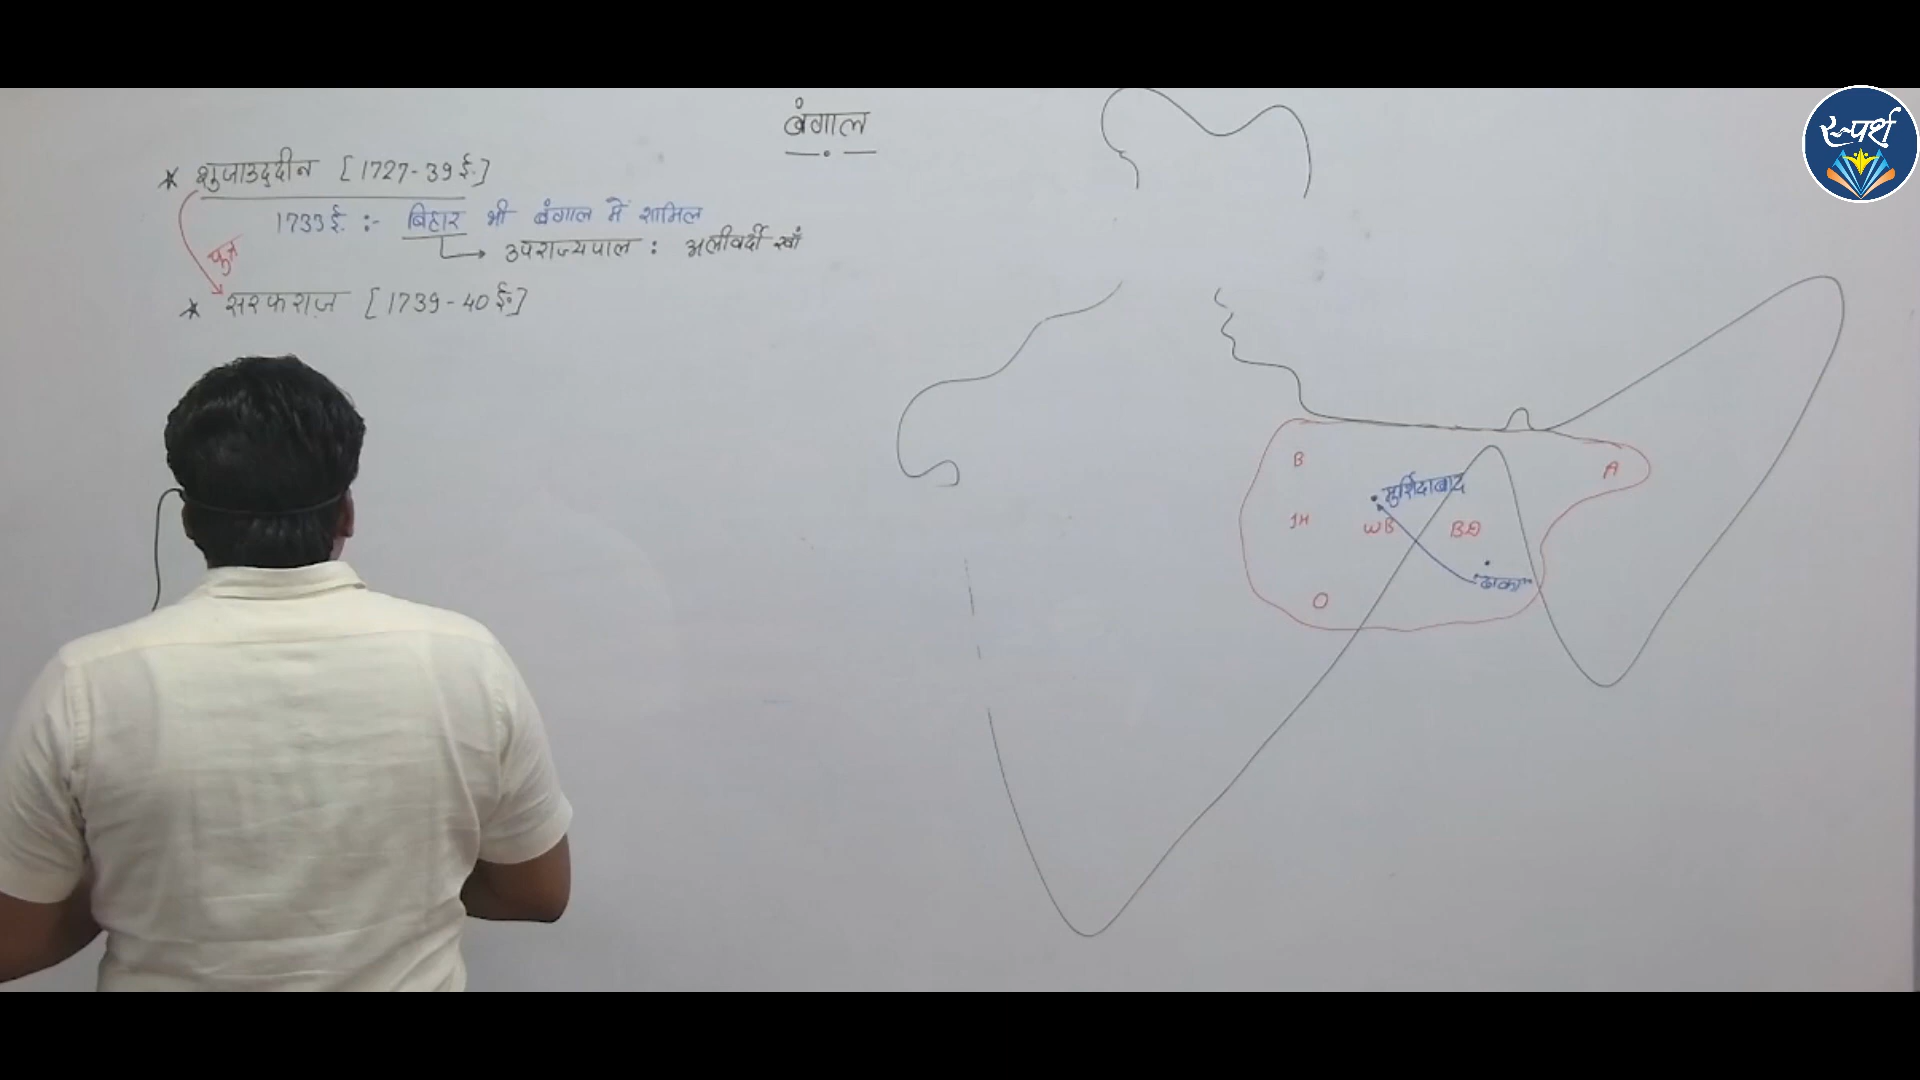 बंगाल
* शुजाउद्दीन [1727-39 ई.]
1733 ई. :- बिहार भी बंगाल में शामिल
→ उपराज्यपाल : अलीवर्दी खाँ
पुत्र
* सरफराज़ [1739-40 ई.]
स्पर्श
B
A
मुर्शिदाबाद
JH
WB
BD
ढाका
O